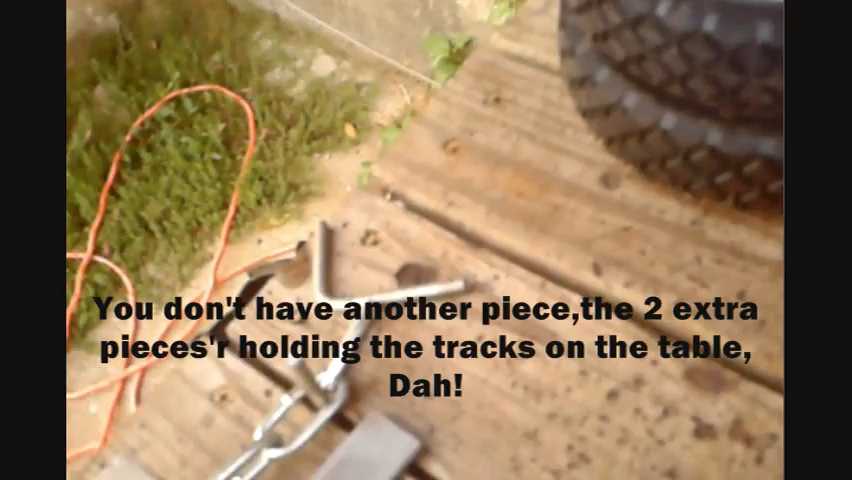 You don't have another piece,the 2 extra
pieces'r holding the tracks on the table,
Dah!